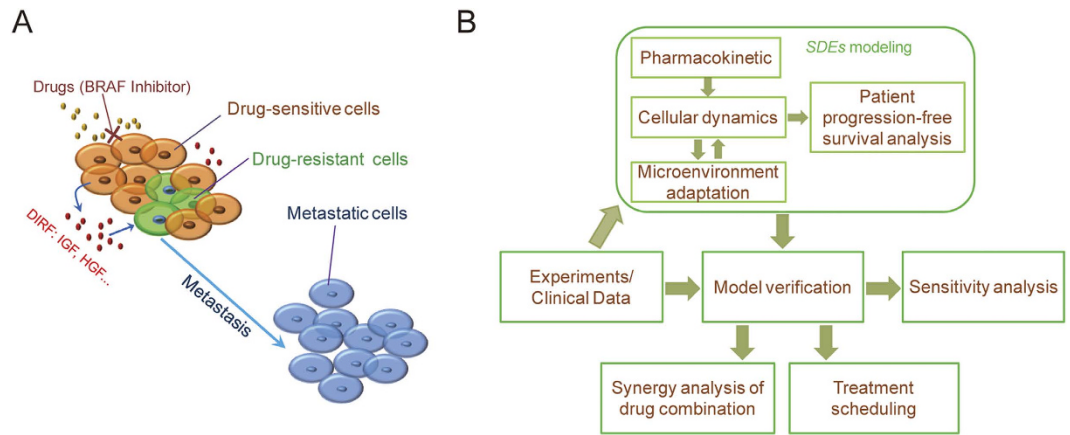 A
Drugs (BRAF Inhibitor)
Drug-sensitive cells
Drug-resistant cells
Metastatic cells
DIRF: IGF, HGF...
Metastasis
B
SDEs modeling
Pharmacokinetic
Cellular dynamics
Patient
progression-free
survival analysis
Microenvironment
adaptation
Experiments/
Clinical Data
Model verification
Sensitivity analysis
Synergy analysis of
drug combination
Treatment
scheduling